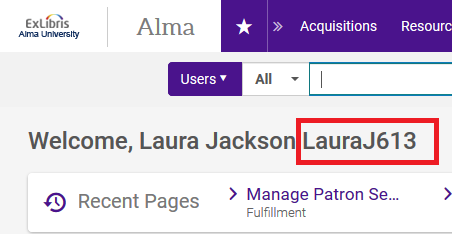 ExLibris
Alma University
Alma
Acquisitions
Resourc
Users
All
Welcome, Laura Jackson LauraJ613
Recent Pages
Manage Patron Se...
Fulfillment